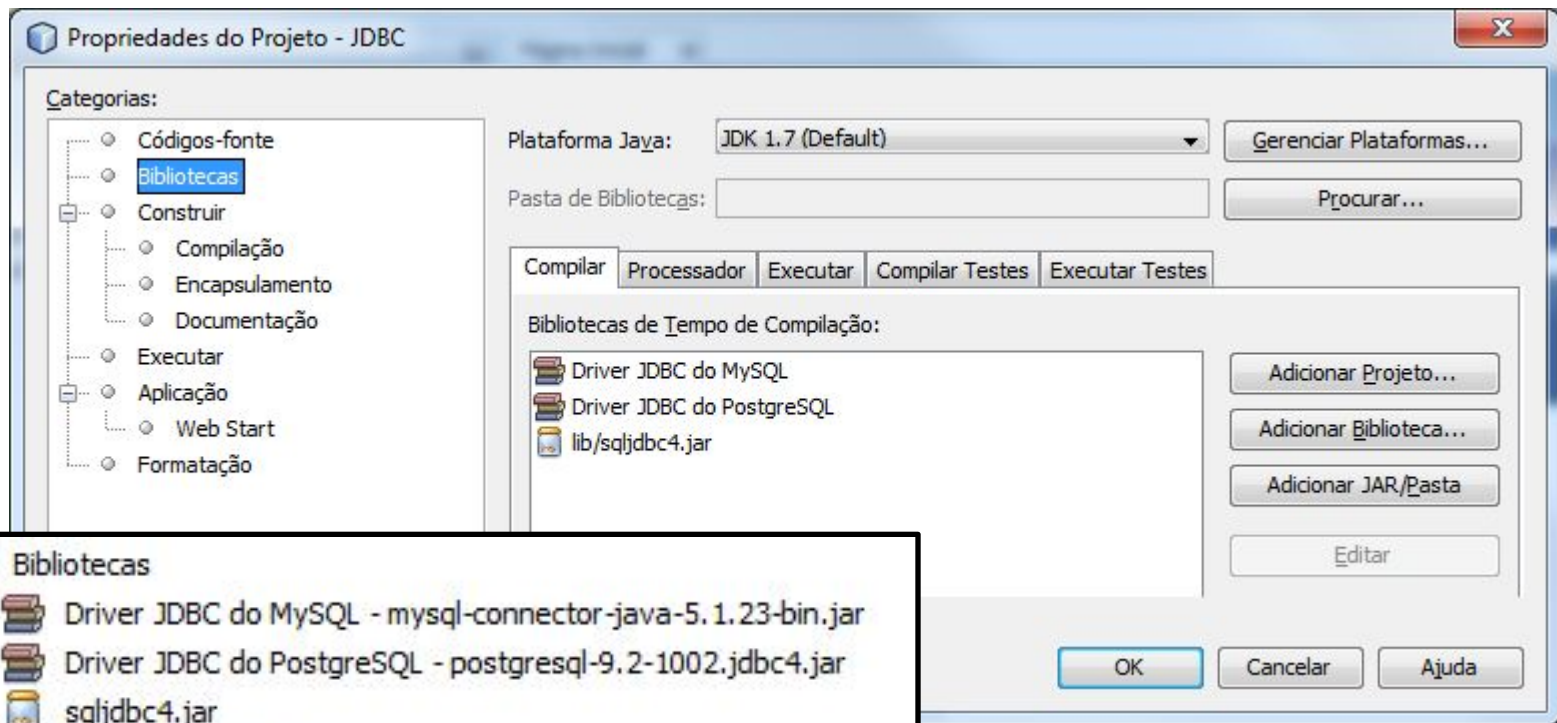 Propriedades do Projeto - JDBC
Categorias:
Códigos-fonte
Bibliotecas
Construir
Compilação
Encapsulamento
Documentação
Executar
Aplicação
Web Start
Formatação
Plataforma Java: JDK 1.7 (Default) Gerenciar Plataformas...
Pasta de Bibliotecas: Procurar...
Compilar Processador Executar Compilar Testes Executar Testes
Bibliotecas de Tempo de Compilação:
Driver JDBC do MySQL
Driver JDBC do PostgreSQL
lib/sqljdbc4.jar
Adicionar Projeto...
Adicionar Biblioteca...
Adicionar JAR/Pasta
Editar
Bibliotecas
Driver JDBC do MySQL - mysql-connector-java-5.1.23-bin.jar
Driver JDBC do PostgreSQL - postgresql-9.2-1002.jdbc4.jar
sqljdbc4.jar
OK Cancelar Ajuda